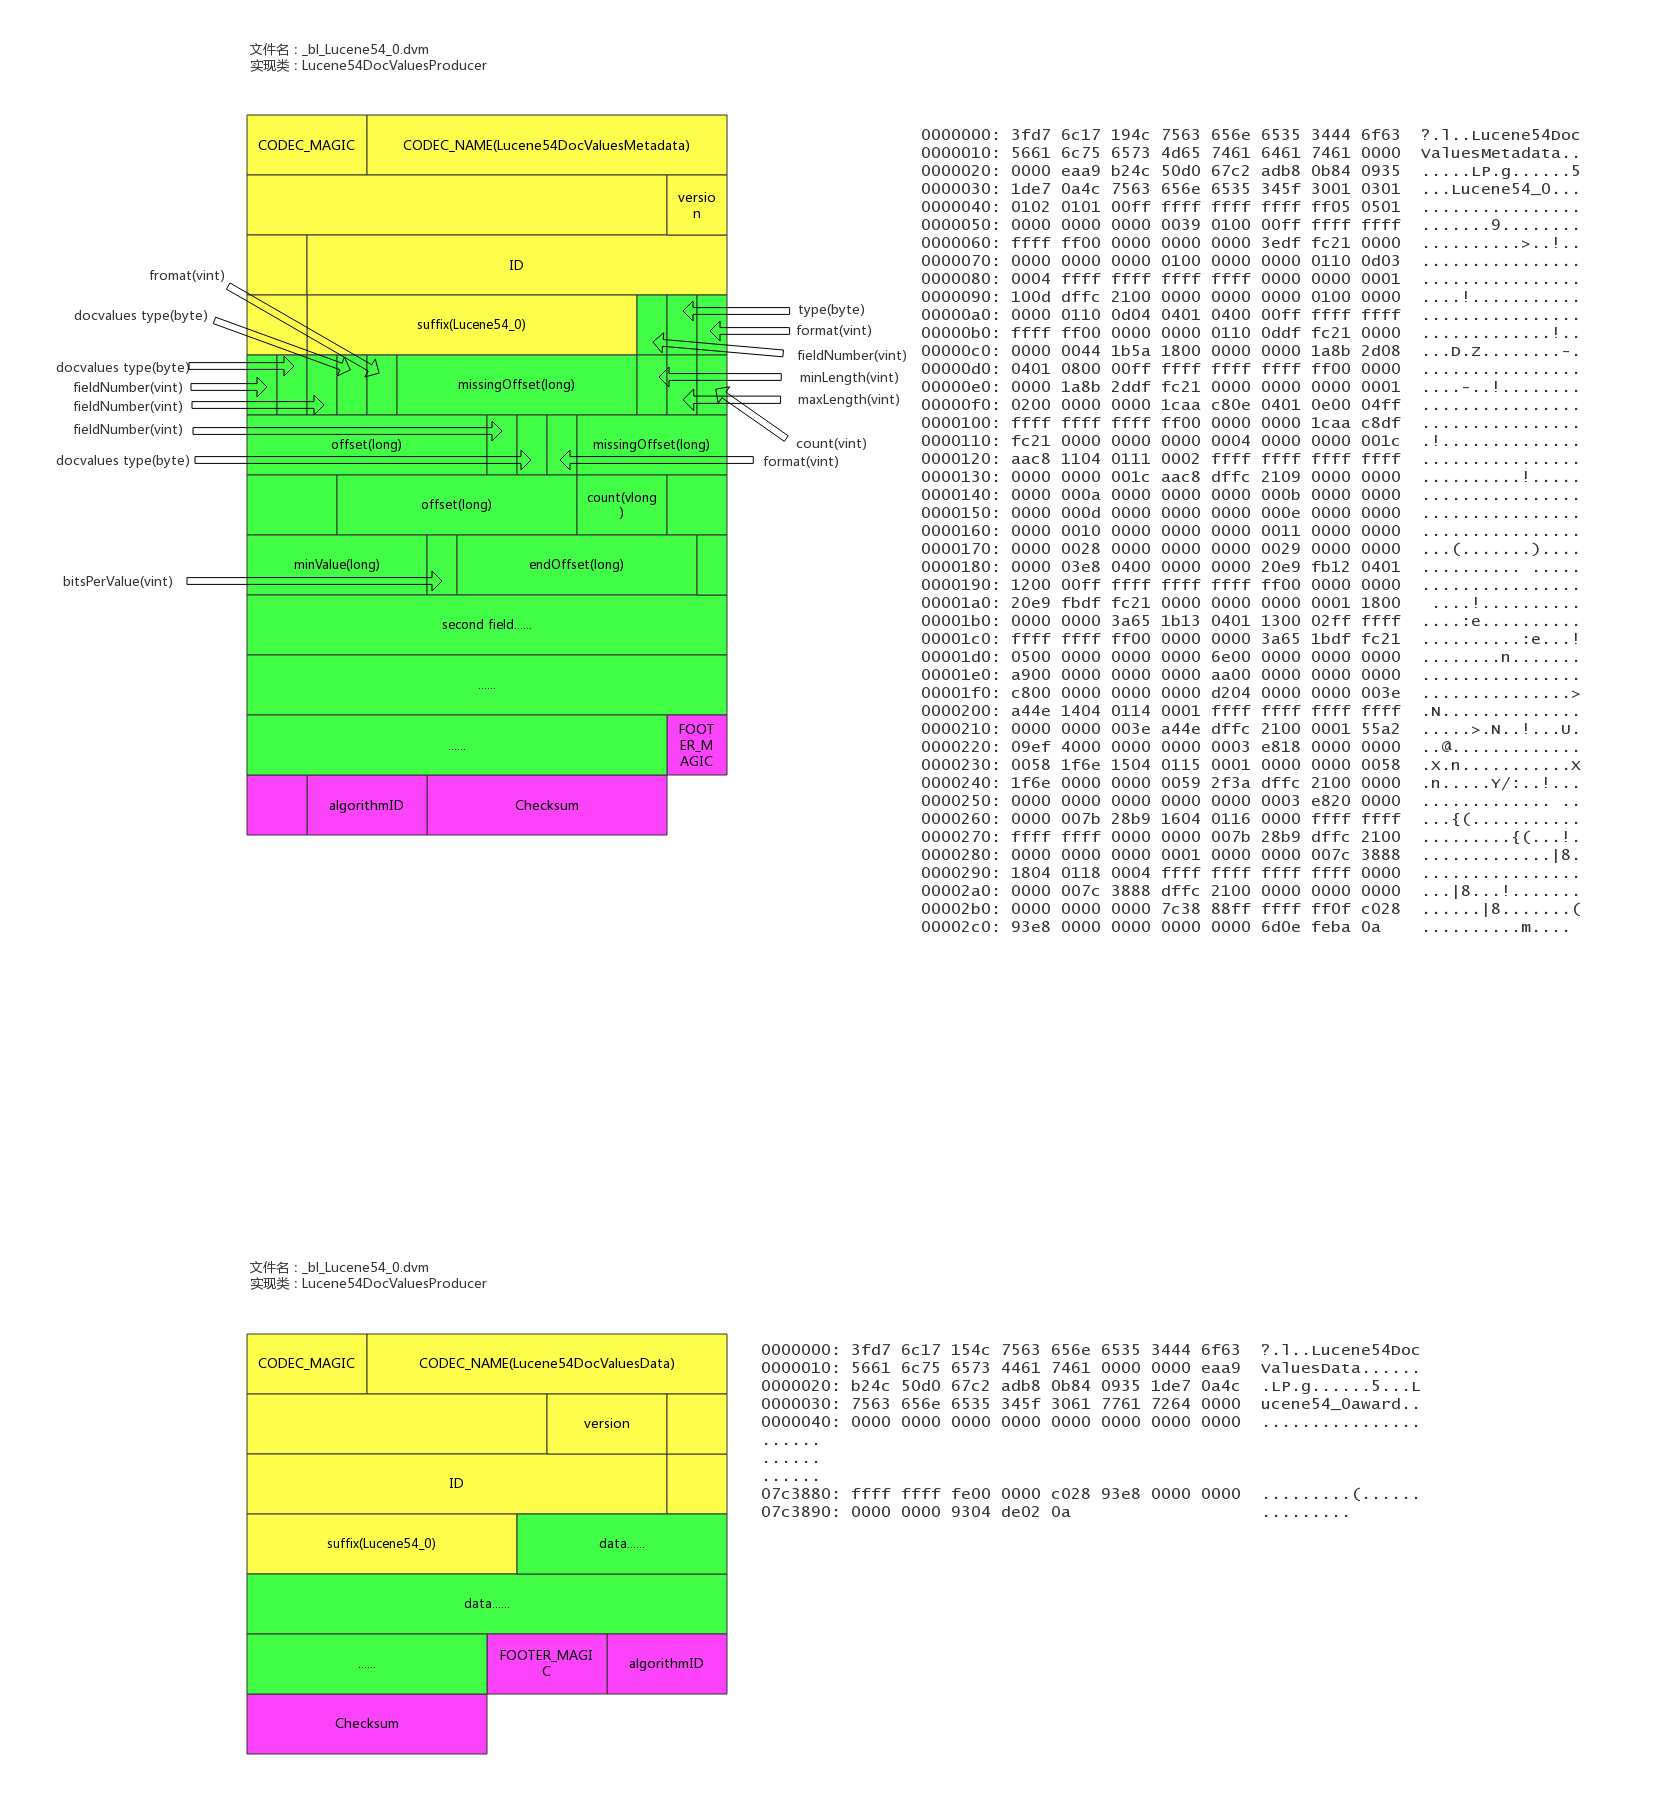 文件名：_bl_Lucene54_0.dvm
实现类：Lucene54DocValuesProducer
CODEC_MAGIC
CODEC_NAME(Lucene54DocValuesMetadata)
versio
n
ID
fromat(vint)
docvalues type(byte)
suffix(Lucene54_0)
type(byte)
format(vint)
fieldNumber(vint)
docvalues type(byte)
fieldNumber(vint)
fieldNumber(vint)
missingOffset(long)
minLength(vint)
maxLength(vint)
fieldNumber(vint)
docvalues type(byte)
offset(long)
missingOffset(long)
count(vint)
format(vint)
offset(long)
count(vlong
)
minValue(long)
endOffset(long)
bitsPerValue(vint)
second field......
......
......
FOOT
ER_M
AGIC
algorithmID
Checksum
0000000: 3fd7 6c17 194c 7563 656e 6535 3444 6f63 ?.l..Lucene54Doc
0000010: 5661 6c75 6573 4d65 7461 6461 7461 0000 ValuesMetadata..
0000020: 0000 eaa9 b24c 50d0 67c2 adb8 0b84 0935 .....LP.g......5
0000030: 1de7 0a4c 7563 656e 6535 345f 3001 0301 ...Lucene54_0...
0000040: 0102 0101 00ff ffff ffff ffff ff05 0501 ................
0000050: 0000 0000 0000 0039 0100 00ff ffff ffff .......9........
0000060: ffff ff00 0000 0000 0000 3edf fc21 0000 ..........>..!..
0000070: 0000 0000 0000 0100 0000 0000 0110 0d03 ................
0000080: 0004 ffff ffff ffff ffff 0000 0000 0001 ................
0000090: 100d dffc 2100 0000 0000 0000 0100 0000 ....!...........
00000a0: 0000 0110 0d04 0401 0400 00ff ffff ffff ................
00000b0: ffff ff00 0000 0000 0110 0ddf fc21 0000 .............!..
00000c0: 0000 0044 1b5a 1800 0000 0000 1a8b 2d08 ...D.Z........-.
00000d0: 0401 0800 00ff ffff ffff ffff ff00 0000 ................
00000e0: 0000 1a8b 2ddf fc21 0000 0000 0000 0001 ....-..!........
00000f0: 0200 0000 0000 1caa c80e 0401 0e00 04ff ................
0000100: ffff ffff ffff ff00 0000 0000 1caa c8df ................
0000110: fc21 0000 0000 0000 0004 0000 0000 001c .!..............
0000120: aac8 1104 0111 0002 ffff ffff ffff ffff ................
0000130: 0000 0000 001c aac8 dffc 2109 0000 0000 ..........!.....
0000140: 0000 000a 0000 0000 0000 000b 0000 0000 ................
0000150: 0000 000d 0000 0000 0000 000e 0000 0000 ................
0000160: 0000 0010 0000 0000 0000 0011 0000 0000 ................
0000170: 0000 0028 0000 0000 0000 0029 0000 0000 ...(.......)....
0000180: 0000 03e8 0400 0000 0000 20e9 fb12 0401 .......... .....
0000190: 1200 00ff ffff ffff ffff ff00 0000 0000 ................
00001a0: 20e9 fbdf fc21 0000 0000 0000 0001 1800  ....!..........
00001b0: 0000 0000 3a65 1b13 0401 1300 02ff ffff ....:e..........
00001c0: ffff ffff ff00 0000 0000 3a65 1bdf fc21 ..........:e...!
00001d0: 0500 0000 0000 0000 6e00 0000 0000 0000 ........n.......
00001e0: a900 0000 0000 0000 aa00 0000 0000 0000 ................
00001f0: c800 0000 0000 0000 d204 0000 0000 003e ...............>
0000200: a44e 1404 0114 0001 ffff ffff ffff ffff .N..............
0000210: 0000 0000 003e a44e dffc 2100 0001 55a2 .....>.N..!...U.
0000220: 09ef 4000 0000 0000 0003 e818 0000 0000 ..@.............
0000230: 0058 1f6e 1504 0115 0001 0000 0000 0058 .X.n...........X
0000240: 1f6e 0000 0000 0059 2f3a dffc 2100 0000 .n.....Y/:..!...
0000250: 0000 0000 0000 0000 0000 0003 e820 0000 ............. ..
0000260: 0000 007b 28b9 1604 0116 0000 ffff ffff ...{(...........
0000270: ffff ffff 0000 0000 007b 28b9 dffc 2100 .........{(...!.
0000280: 0000 0000 0000 0001 0000 0000 007c 3888 .............|8.
0000290: 1804 0118 0004 ffff ffff ffff ffff 0000 ................
00002a0: 0000 007c 3888 dffc 2100 0000 0000 0000 ...|8...!.......
00002b0: 0000 0000 0000 7c38 88ff ffff ff0f c028 ......|8.......(
00002c0: 93e8 0000 0000 0000 0000 6d0e feba 0a ..........m....
文件名：_bl_Lucene54_0.dvm
实现类：Lucene54DocValuesProducer
CODEC_MAGIC
CODEC_NAME(Lucene54DocValuesData)
version
ID
suffix(Lucene54_0)
data......
data......
......
FOOTER_MAGI
C
algorithmID
Checksum
0000000: 3fd7 6c17 154c 7563 656e 6535 3444 6f63 ?.l..Lucene54Doc
0000010: 5661 6c75 6573 4461 7461 0000 0000 eaa9 ValuesData......
0000020: b24c 50d0 67c2 adb8 0b84 0935 1de7 0a4c .LP.g......5...L
0000030: 7563 656e 6535 345f 3061 7761 7264 0000 ucene54_0award..
0000040: 0000 0000 0000 0000 0000 0000 0000 0000 ................
......
......
......
07c3880: ffff ffff fe00 0000 c028 93e8 0000 0000 .........(......
07c3890: 0000 0000 9304 de02 0a .........